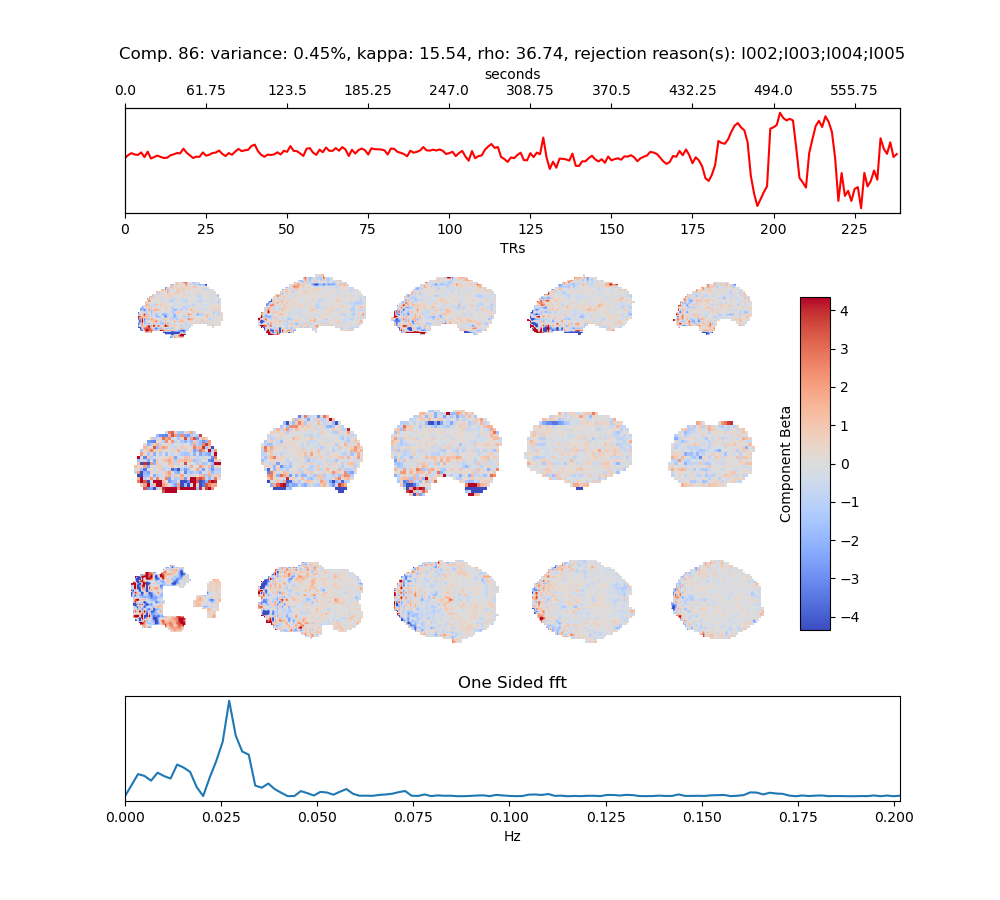 Comp. 86: variance: 0.45%, kappa: 15.54, rho: 36.74, rejection reason(s): I002;I003;I004;I005
seconds
0.0 61.75 123.5 185.25 247.0 308.75 370.5 432.25 494.0 555.75
0 25 50 75 100 125 150 175 200 225
TRs
4
3
2
1
0
−1
−2
−3
−4
Component Beta
One Sided fft
0.000 0.025 0.050 0.075 0.100 0.125 0.150 0.175 0.200
Hz